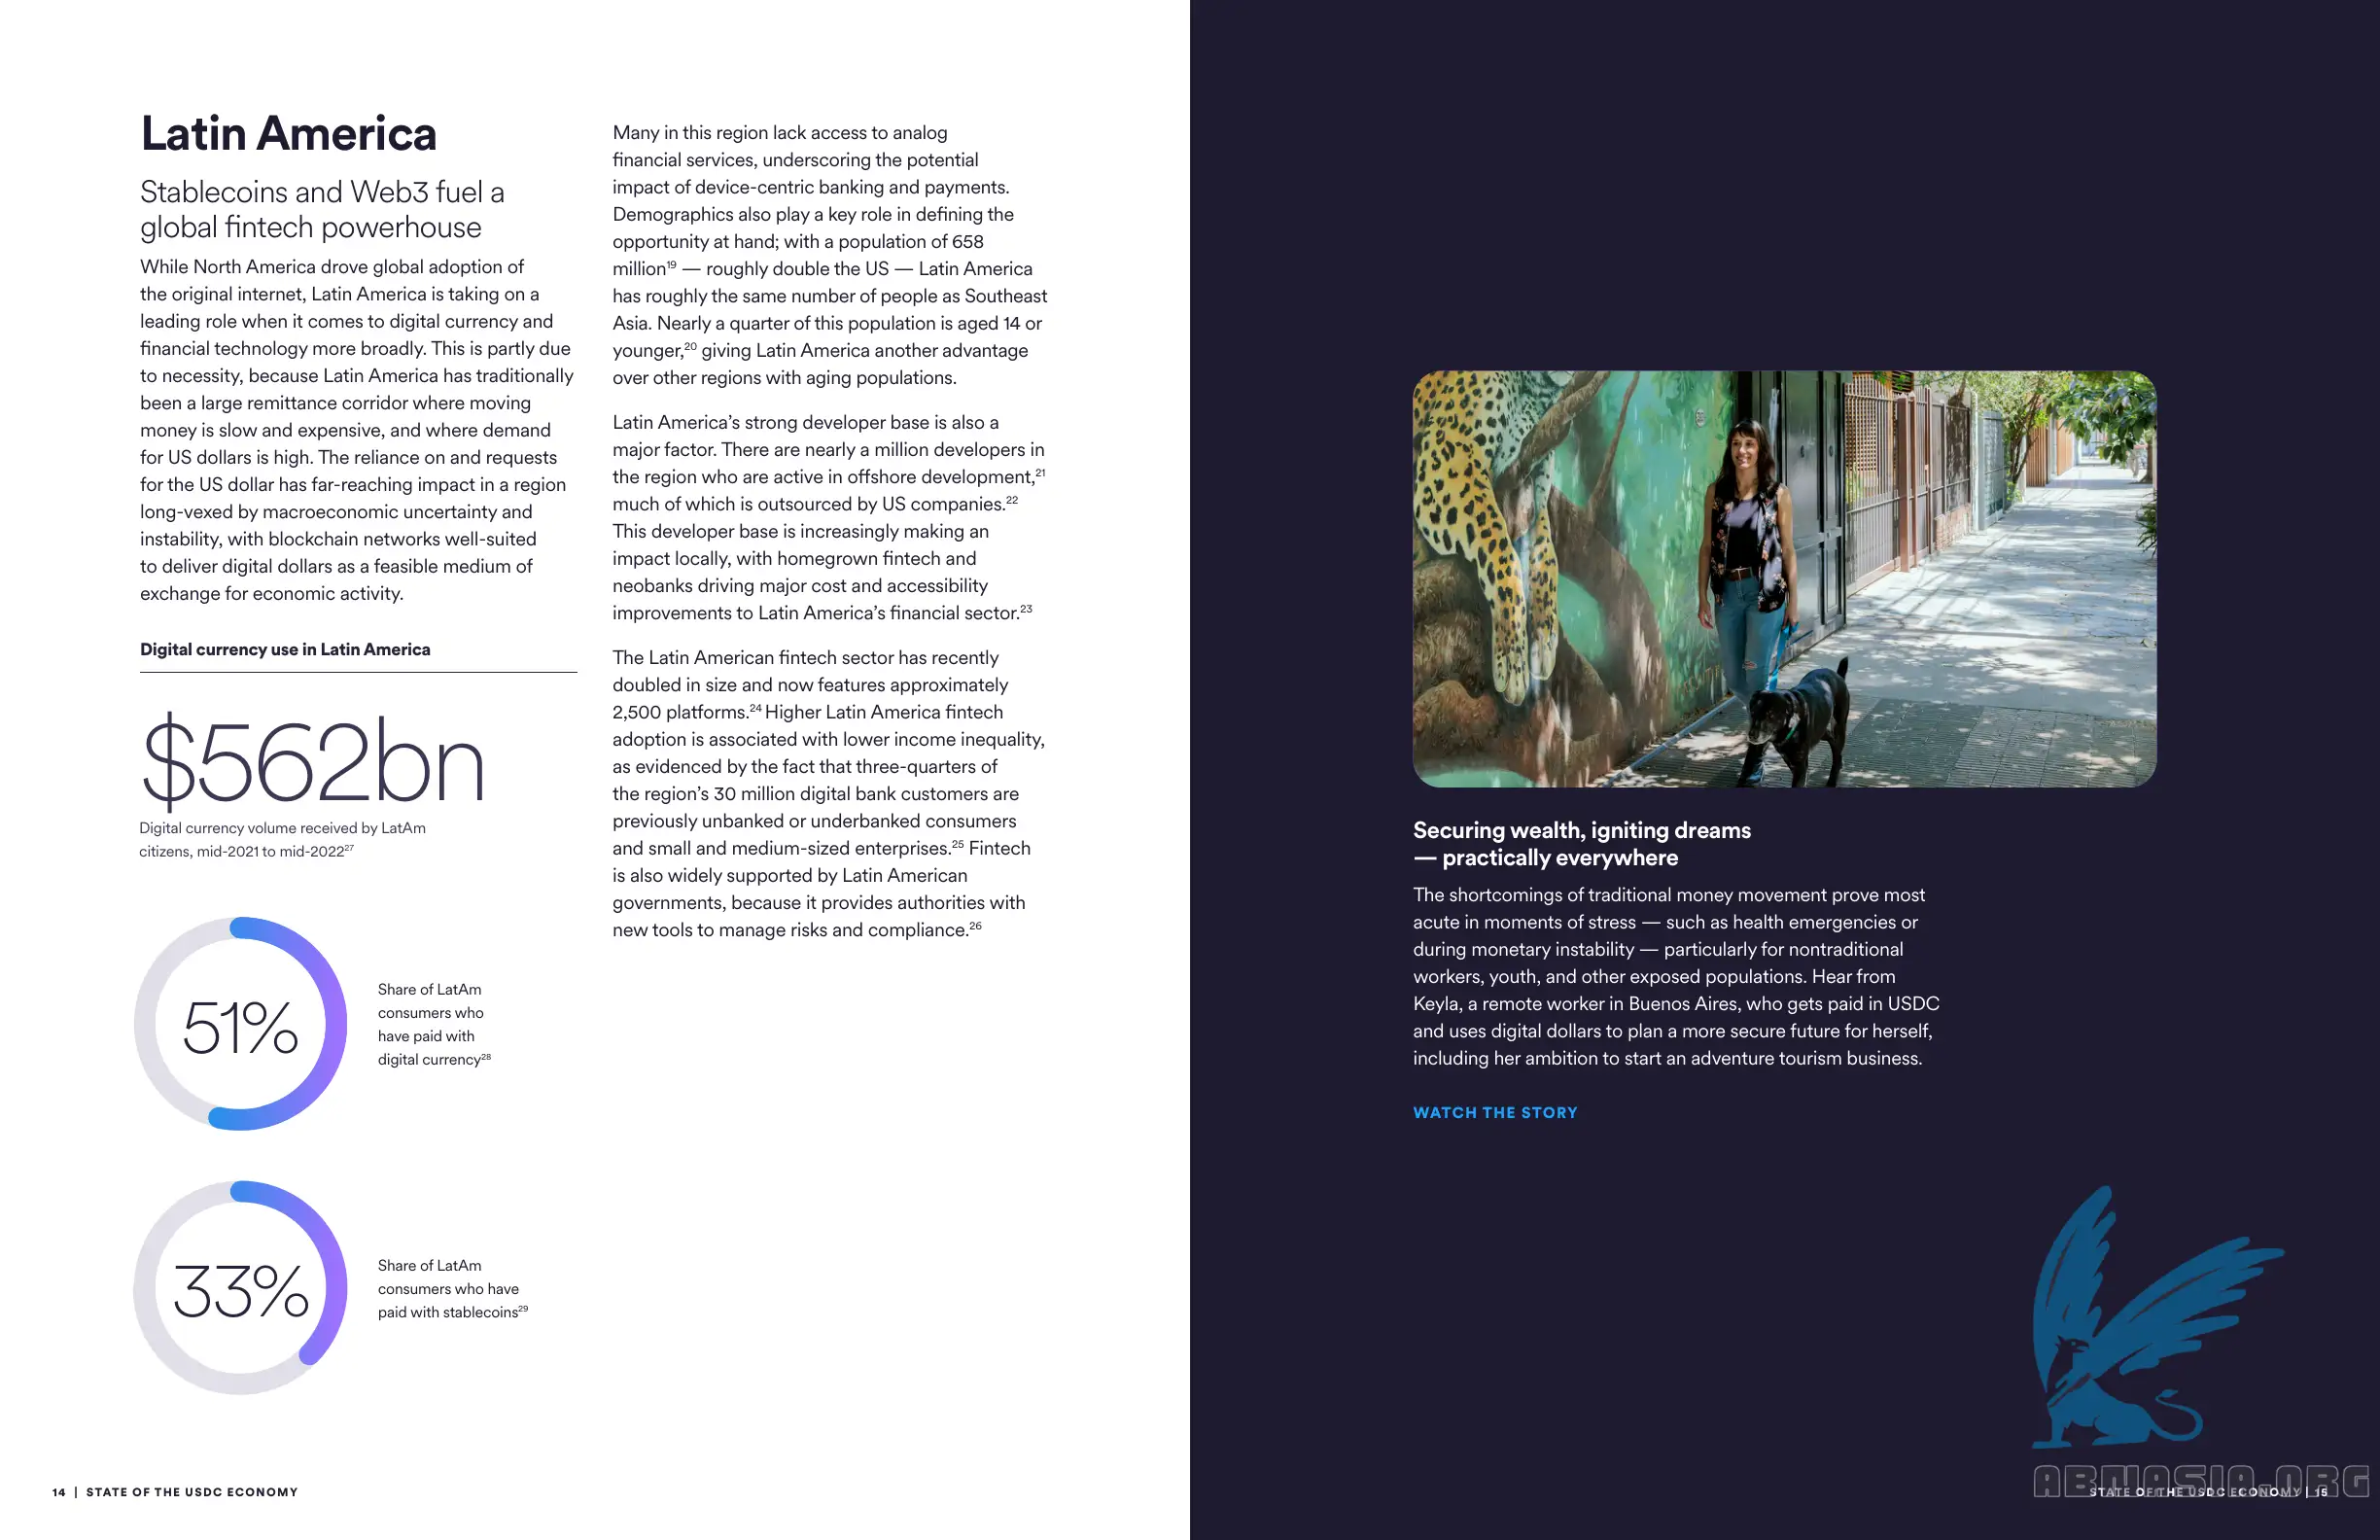 Latin America
Stablecoins and Web3 fuel a
global fintech powerhouse
While North America drove global adoption of
the original internet, Latin America is taking on a
leading role when it comes to digital currency and
financial technology more broadly. This is partly due
to necessity, because Latin America has traditionally
been a large remittance corridor where moving
money is slow and expensive, and where demand
for US dollars is high. The reliance on and requests
for the US dollar has far-reaching impact in a region
long-vexed by macroeconomic uncertainty and
instability, with blockchain networks well-suited
to deliver digital dollars as a feasible medium of
exchange for economic activity.
Digital currency use in Latin America
$562bn
Digital currency volume received by LatAm
citizens, mid-2021 to mid-2022²⁷
51%
Share of LatAm
consumers who
have paid with
digital currency²⁸
33%
Share of LatAm
consumers who have
paid with stablecoins²⁹
Many in this region lack access to analog
financial services, underscoring the potential
impact of device-centric banking and payments.
Demographics also play a key role in defining the
opportunity at hand; with a population of 658
million¹⁹ — roughly double the US — Latin America
has roughly the same number of people as Southeast
Asia. Nearly a quarter of this population is aged 14 or
younger,²⁰ giving Latin America another advantage
over other regions with aging populations.
Latin America’s strong developer base is also a
major factor. There are nearly a million developers in
the region who are active in offshore development,²¹
much of which is outsourced by US companies.²²
This developer base is increasingly making an
impact locally, with homegrown fintech and
neobanks driving major cost and accessibility
improvements to Latin America’s financial sector.²³
The Latin American fintech sector has recently
doubled in size and now features approximately
2,500 platforms.²⁴ Higher Latin America fintech
adoption is associated with lower income inequality,
as evidenced by the fact that three-quarters of
the region’s 30 million digital bank customers are
previously unbanked or underbanked consumers
and small and medium-sized enterprises.²⁵ Fintech
is also widely supported by Latin American
governments, because it provides authorities with
new tools to manage risks and compliance.²⁶
14 | STATE OF THE USDC ECONOMY
Securing wealth, igniting dreams
— practically everywhere
The shortcomings of traditional money movement prove most
acute in moments of stress — such as health emergencies or
during monetary instability — particularly for nontraditional
workers, youth, and other exposed populations. Hear from
Keyla, a remote worker in Buenos Aires, who gets paid in USDC
and uses digital dollars to plan a more secure future for herself,
including her ambition to start an adventure tourism business.
WATCH THE STORY
ABNASIA.ORG
STATE OF THE USDC ECONOMY | 15